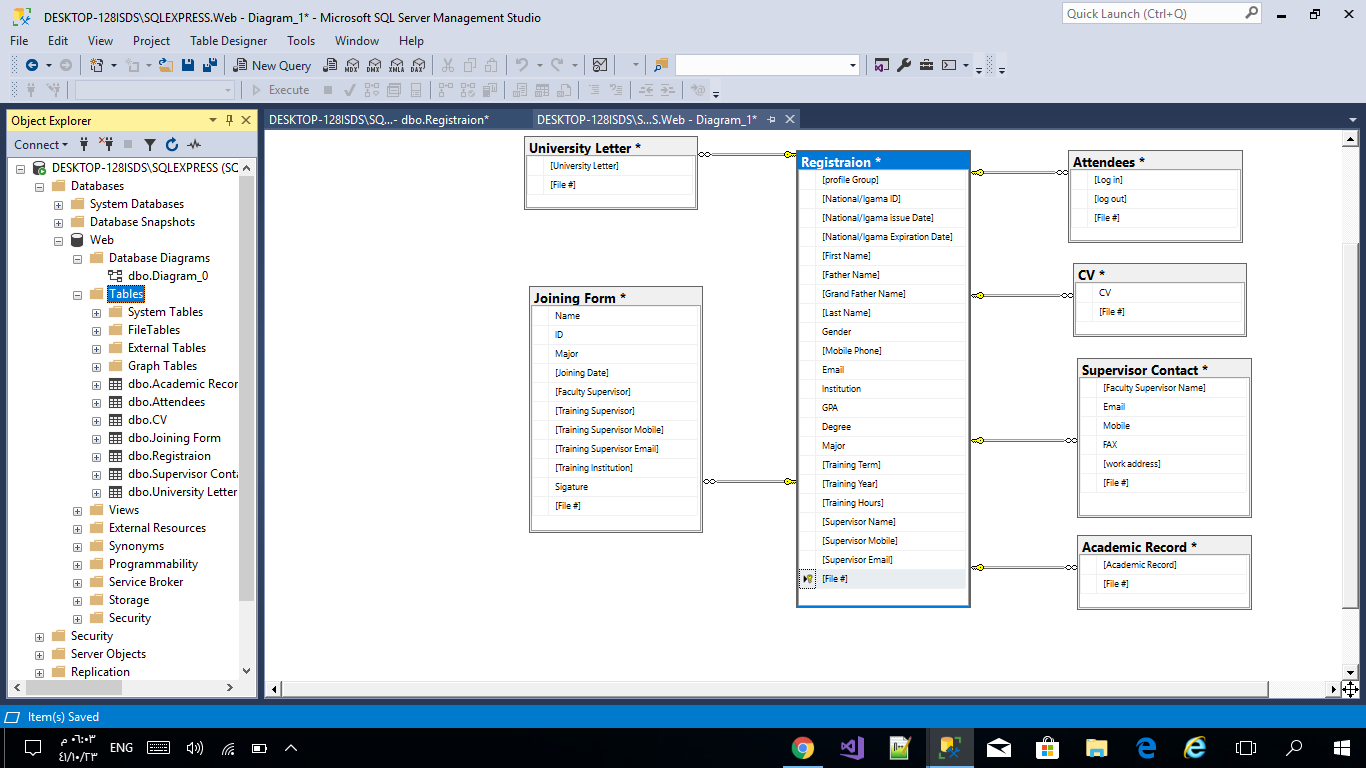 DESKTOP-128ISDS\SQLEXPRESS.Web - Diagram_1* - Microsoft SQL Server Management Studio
Quick Launch (Ctrl+Q)
File Edit View Project Table Designer Tools Window Help
New Query MDX DMX XMLA DAX
Execute
Object Explorer
Connect
DESKTOP-128ISDS\SQLEXPRESS (SQ
Databases
System Databases
Database Snapshots
Web
Database Diagrams
dbo.Diagram_0
Tables
System Tables
FileTables
External Tables
Graph Tables
dbo.Academic Recor
dbo.Attendees
dbo.CV
dbo.Joining Form
dbo.Registraion
dbo.Supervisor Conta
dbo.University Letter
Views
External Resources
Synonyms
Programmability
Service Broker
Storage
Security
Security
Server Objects
Replication
DESKTOP-128ISDS\SQ...- dbo.Registraion*
DESKTOP-128ISDS\S...S.Web - Diagram_1*
University Letter *
[University Letter]
[File #]
Joining Form *
Name
ID
Major
[Joining Date]
[Faculty Supervisor]
[Training Supervisor]
[Training Supervisor Mobile]
[Training Supervisor Email]
[Training Institution]
Sigature
[File #]
Registraion *
[profile Group]
[National/Igama ID]
[National/Igama issue Date]
[National/Igama Expiration Date]
[First Name]
[Father Name]
[Grand Father Name]
[Last Name]
Gender
[Mobile Phone]
Email
Institution
GPA
Degree
Major
[Training Term]
[Training Year]
[Training Hours]
[Supervisor Name]
[Supervisor Mobile]
[Supervisor Email]
[File #]
Attendees *
[Log in]
[log out]
[File #]
CV *
CV
[File #]
Supervisor Contact *
[Faculty Supervisor Name]
Email
Mobile
FAX
[work address]
[File #]
Academic Record *
[Academic Record]
[File #]
Item(s) Saved
٠٦:٠٣ م
٤١/١٠/٢٣
ENG